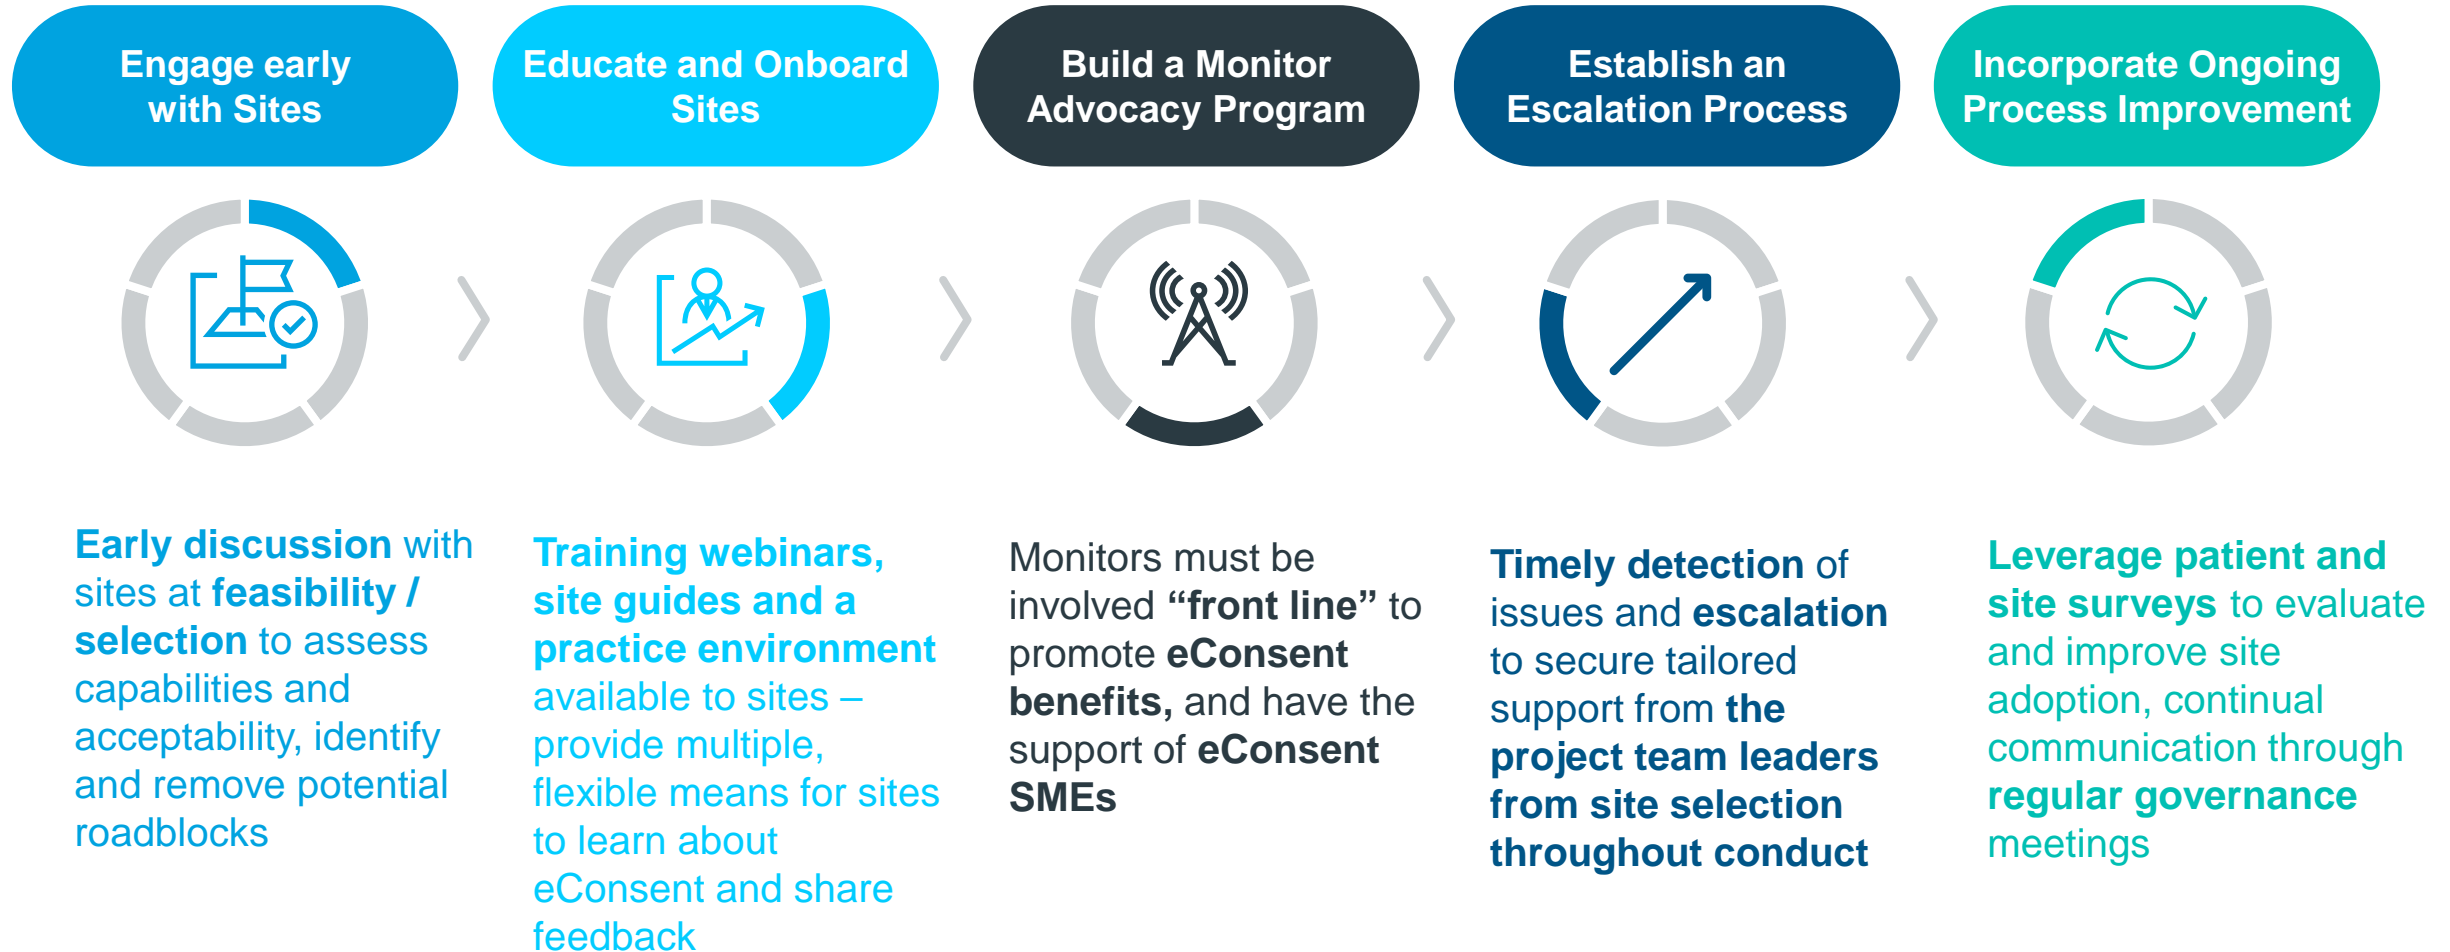 Engage early
with Sites
Educate and Onboard
Sites
Build a Monitor
Advocacy Program
Establish an
Escalation Process
Incorporate Ongoing
Process Improvement
Early discussion with
sites at feasibility /
selection to assess
capabilities and
acceptability, identify
and remove potential
roadblocks
Training webinars,
site guides and a
practice environment
available to sites –
provide multiple,
flexible means for sites
to learn about
eConsent and share
feedback
Monitors must be
involved “front line” to
promote eConsent
benefits, and have the
support of eConsent
SMEs
Timely detection of
issues and escalation
to secure tailored
support from the
project team leaders
from site selection
throughout conduct
Leverage patient and
site surveys to evaluate
and improve site
adoption, continual
communication through
regular governance
meetings